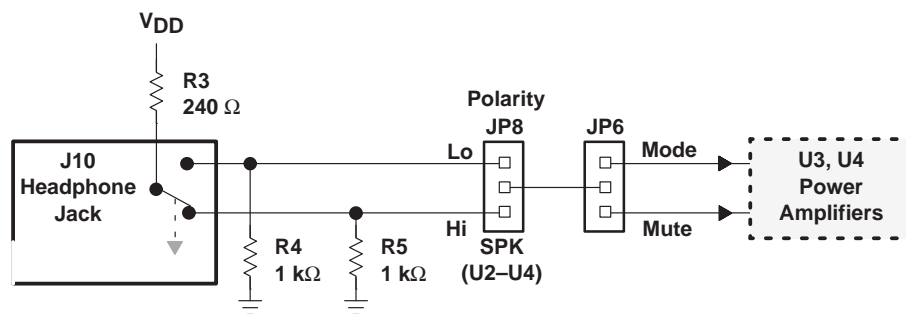 VDD
R3
240 Ω
Polarity
JP8
JP6
J10
Headphone
Jack
Lo
Mode
U3, U4
Power
Amplifiers
Hi
Mute
R4
1 kΩ
R5
1 kΩ
SPK
(U2–U4)